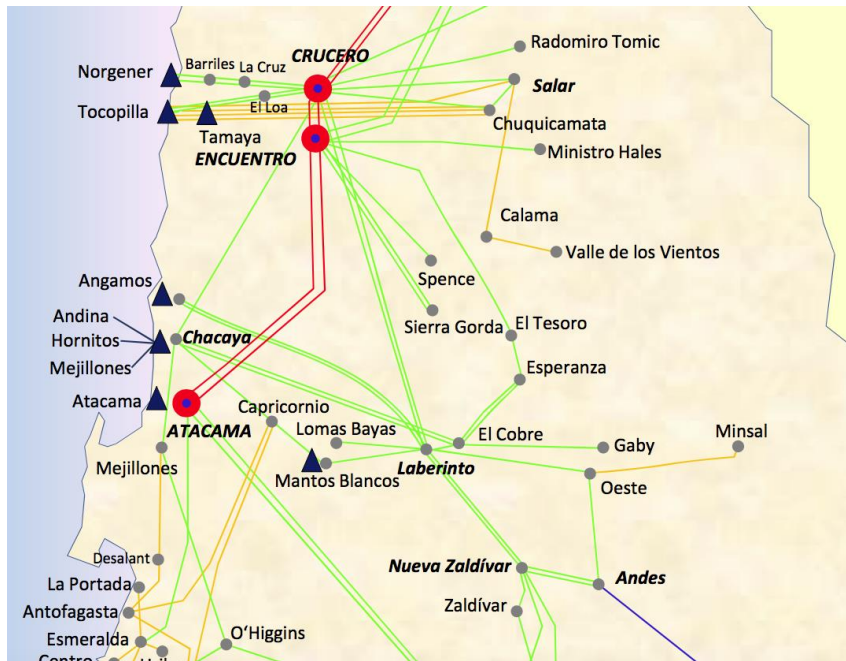 Radomiro Tomic
CRUCERO
Norgener
Barriles
La Cruz
Salar
El Loa
Tocopilla
Tamaya
Chuquicamata
ENCUENTRO
Ministro Hales
Calama
Valle de los Vientos
Angamos
Spence
Andina
Sierra Gorda
El Tesoro
Hornitos
Chacaya
Mejillones
Esperanza
Atacama
Capricornio
ATACAMA
Lomas Bayas
El Cobre
Gaby
Minsal
Mejillones
Laberinto
Mantos Blancos
Oeste
Desalant
Nueva Zaldívar
Andes
La Portada
Zaldívar
Antofagasta
Esmeralda
O‘Higgins
Centro